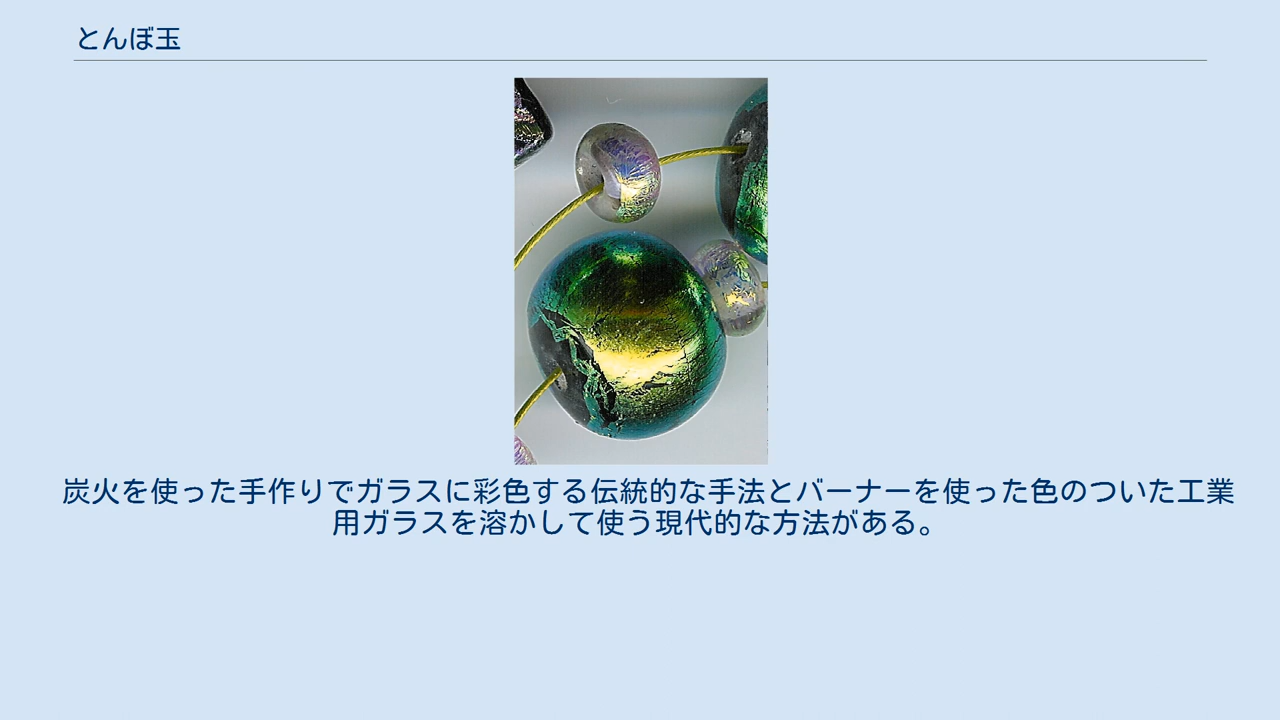 とんぼ玉
炭火を使った手作りでガラスに彩色する伝統的な手法とバーナーを使った色のついた工業
用ガラスを溶かして使う現代的な方法がある。